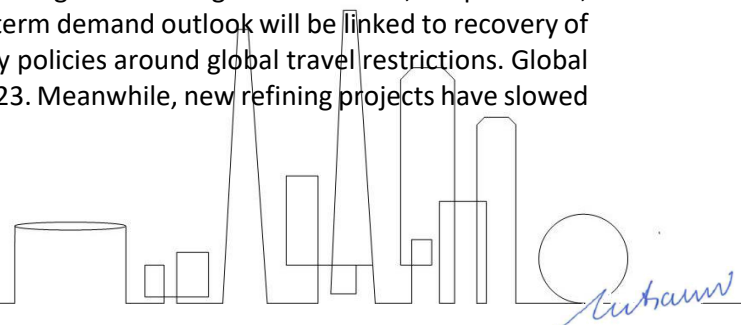 term demand outlook will be linked to recovery of
y policies around global travel restrictions. Global
23. Meanwhile, new refining projects have slowed